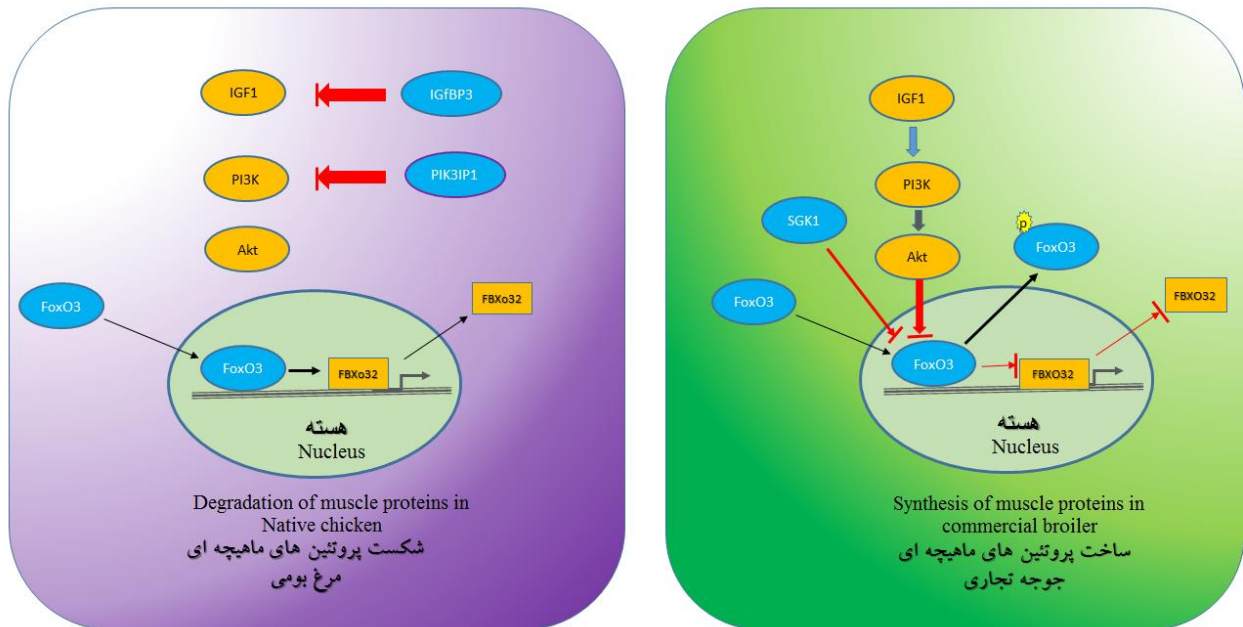 IGF1
IGfBP3
PI3K
PIK3IP1
Akt
FoxO3
FBXo32
FoxO3
FBXo32
هسته
Nucleus
Degradation of muscle proteins in
Native chicken
شکست پروتئین های ماهیچه ای
مرغ بومی
IGF1
PI3K
SGK1
p
FoxO3
Akt
FoxO3
FBXO32
FoxO3
FBXO32
هسته
Nucleus
Synthesis of muscle proteins in
commercial broiler
ساخت پروتئین های ماهیچه ای
جوجه تجاری